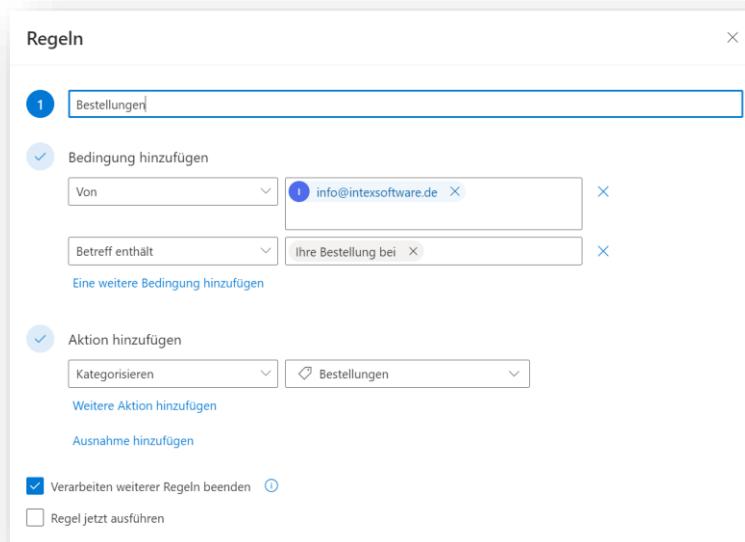 Regeln
1
Bestellungen
Bedingung hinzufügen
Von
I info@intexsoftware.de
Betreff enthält
Ihre Bestellung bei
Eine weitere Bedingung hinzufügen
Aktion hinzufügen
Kategorisieren
Bestellungen
Weitere Aktion hinzufügen
Ausnahme hinzufügen
Verarbeiten weiterer Regeln beenden
Regel jetzt ausführen